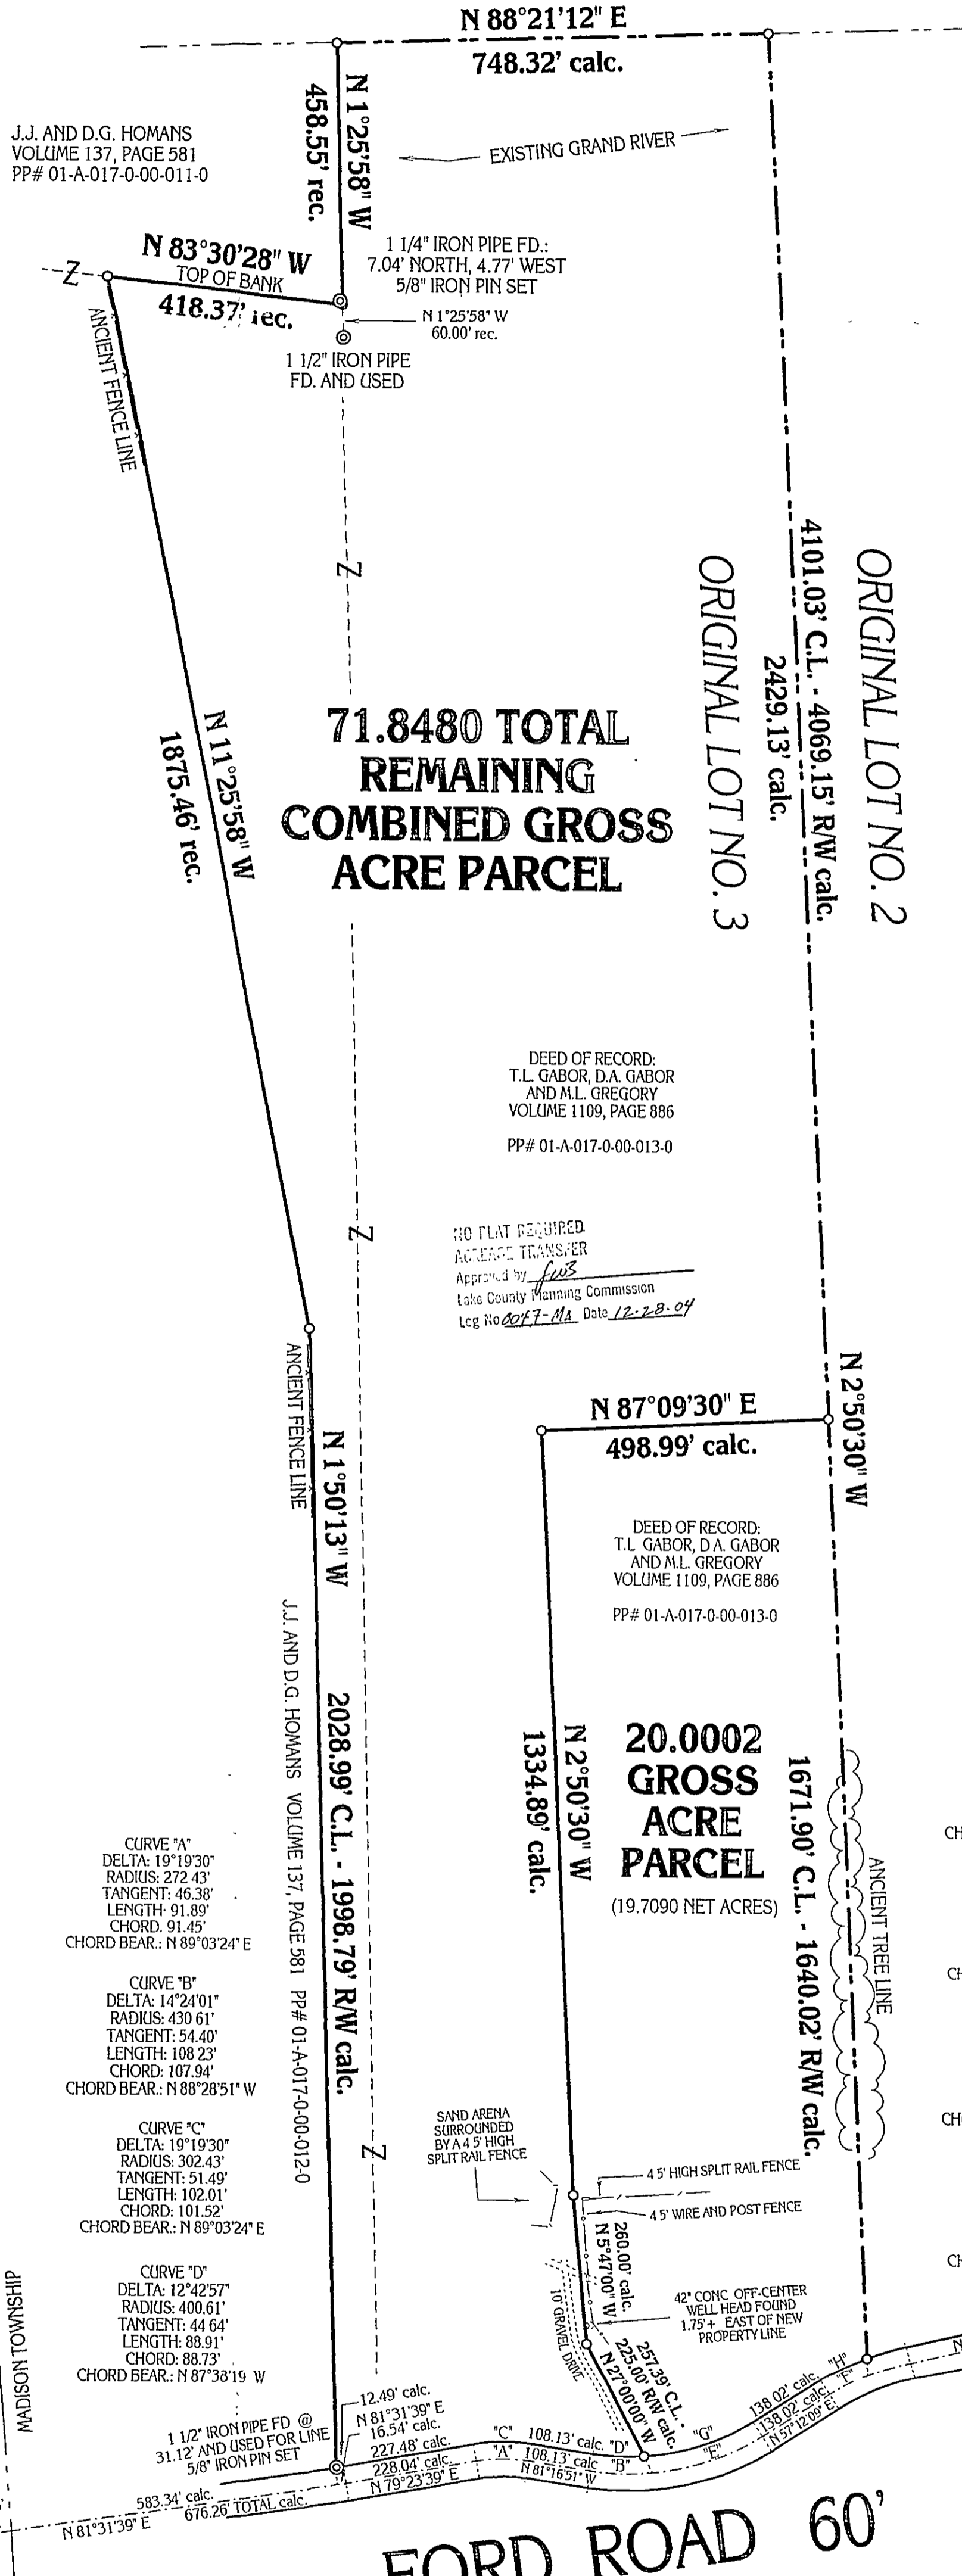 N 88°21'12" E
748.32' calc.
N 1°25'58" W
458.55' rec.
J.J. AND D.G. HOMANS
VOLUME 137, PAGE 581
PP# 01-A-017-0-00-011-0
EXISTING GRAND RIVER
N 83°30'28" W
TOP OF BANK
418.37' rec.
Z
1 1/4" IRON PIPE FD.:
7.04' NORTH, 4.77' WEST
5/8" IRON PIN SET
N 1°25'58" W
60.00' rec.
1 1/2" IRON PIPE
FD. AND USED
ANCIENT FENCE LINE
Z
4101.03' C.L. - 4069.15' R/W calc.
2429.13' calc.
ORIGINAL LOT NO. 2
ORIGINAL LOT NO. 3
N 11°25'58" W
1875.46' rec.
71.8480 TOTAL
REMAINING
COMBINED GROSS
ACRE PARCEL
DEED OF RECORD:
T.L. GABOR, D.A. GABOR
AND M.L. GREGORY
VOLUME 1109, PAGE 886
PP# 01-A-017-0-00-013-0
Z
NO PLAT REQUIRED
ACREAGE TRANSFER
Approved by
Lake County Planning Commission
Log No Date 12-28-04
ANCIENT FENCE LINE
N 87°09'30" E
498.99' calc.
N 2°50'30" W
N 1°50'13" W
2028.99' C.L. - 1998.79' R/W calc.
DEED OF RECORD:
T.L GABOR, D A. GABOR
AND M.L. GREGORY
VOLUME 1109, PAGE 886
PP# 01-A-017-0-00-013-0
J.J. AND D.G. HOMANS VOLUME 137, PAGE 581 PP# 01-A-017-0-00-012-0
N 2°50'30" W
1334.89' calc.
20.0002
GROSS
ACRE
PARCEL
(19.7090 NET ACRES)
1671.90' C.L. - 1640.02' R/W calc.
ANCIENT TREE LINE
CURVE "A"
DELTA: 19°19'30"
RADIUS: 272 43'
TANGENT: 46.38'
LENGTH: 91.89'
CHORD. 91.45'
CHORD BEAR.: N 89°03'24" E
CURVE "B"
DELTA: 14°24'01"
RADIUS: 430 61'
TANGENT: 54.40'
LENGTH: 108 23'
CHORD: 107.94'
CHORD BEAR.: N 88°28'51" W
CURVE "C"
DELTA: 19°19'30"
RADIUS: 302.43'
TANGENT: 51.49'
LENGTH: 102.01'
CHORD: 101.52'
CHORD BEAR.: N 89°03'24" E
CURVE "D"
DELTA: 12°42'57"
RADIUS: 400.61'
TANGENT: 44 64'
LENGTH: 88.91'
CHORD: 88.73'
CHORD BEAR.: N 87°38'19 W
CH
CH
CH
CH
SAND ARENA
SURROUNDED
BY A 4 5' HIGH
SPLIT RAIL FENCE
Z
4 5' HIGH SPLIT RAIL FENCE
4 5' WIRE AND POST FENCE
260.00' calc.
N 5°47'00" W
42" CONC OFF-CENTER
WELL HEAD FOUND
1.75'+ EAST OF NEW
PROPERTY LINE
10' GRAVEL DRIVE
257.39' C.L. -
225.00' R/W calc.
N 27°00'00" W
MADISON TOWNSHIP
1 1/2" IRON PIPE FD @
31.12' AND USED FOR LINE
5/8" IRON PIN SET
12.49' calc.
N 81°31'39" E
16.54' calc.
227.48' calc.
228.04' calc.
N 79°23'39" E
"C" 108.13' calc. "D"
"A" 108.13' calc. "B"
N 81°16'51" W
"G" 138 02' calc. "H"
"E" 138.02' calc. "F"
N 57°12'09" E
583.34' calc.
676.26' TOTAL calc.
N 81°31'39" E
FORD ROAD 60'